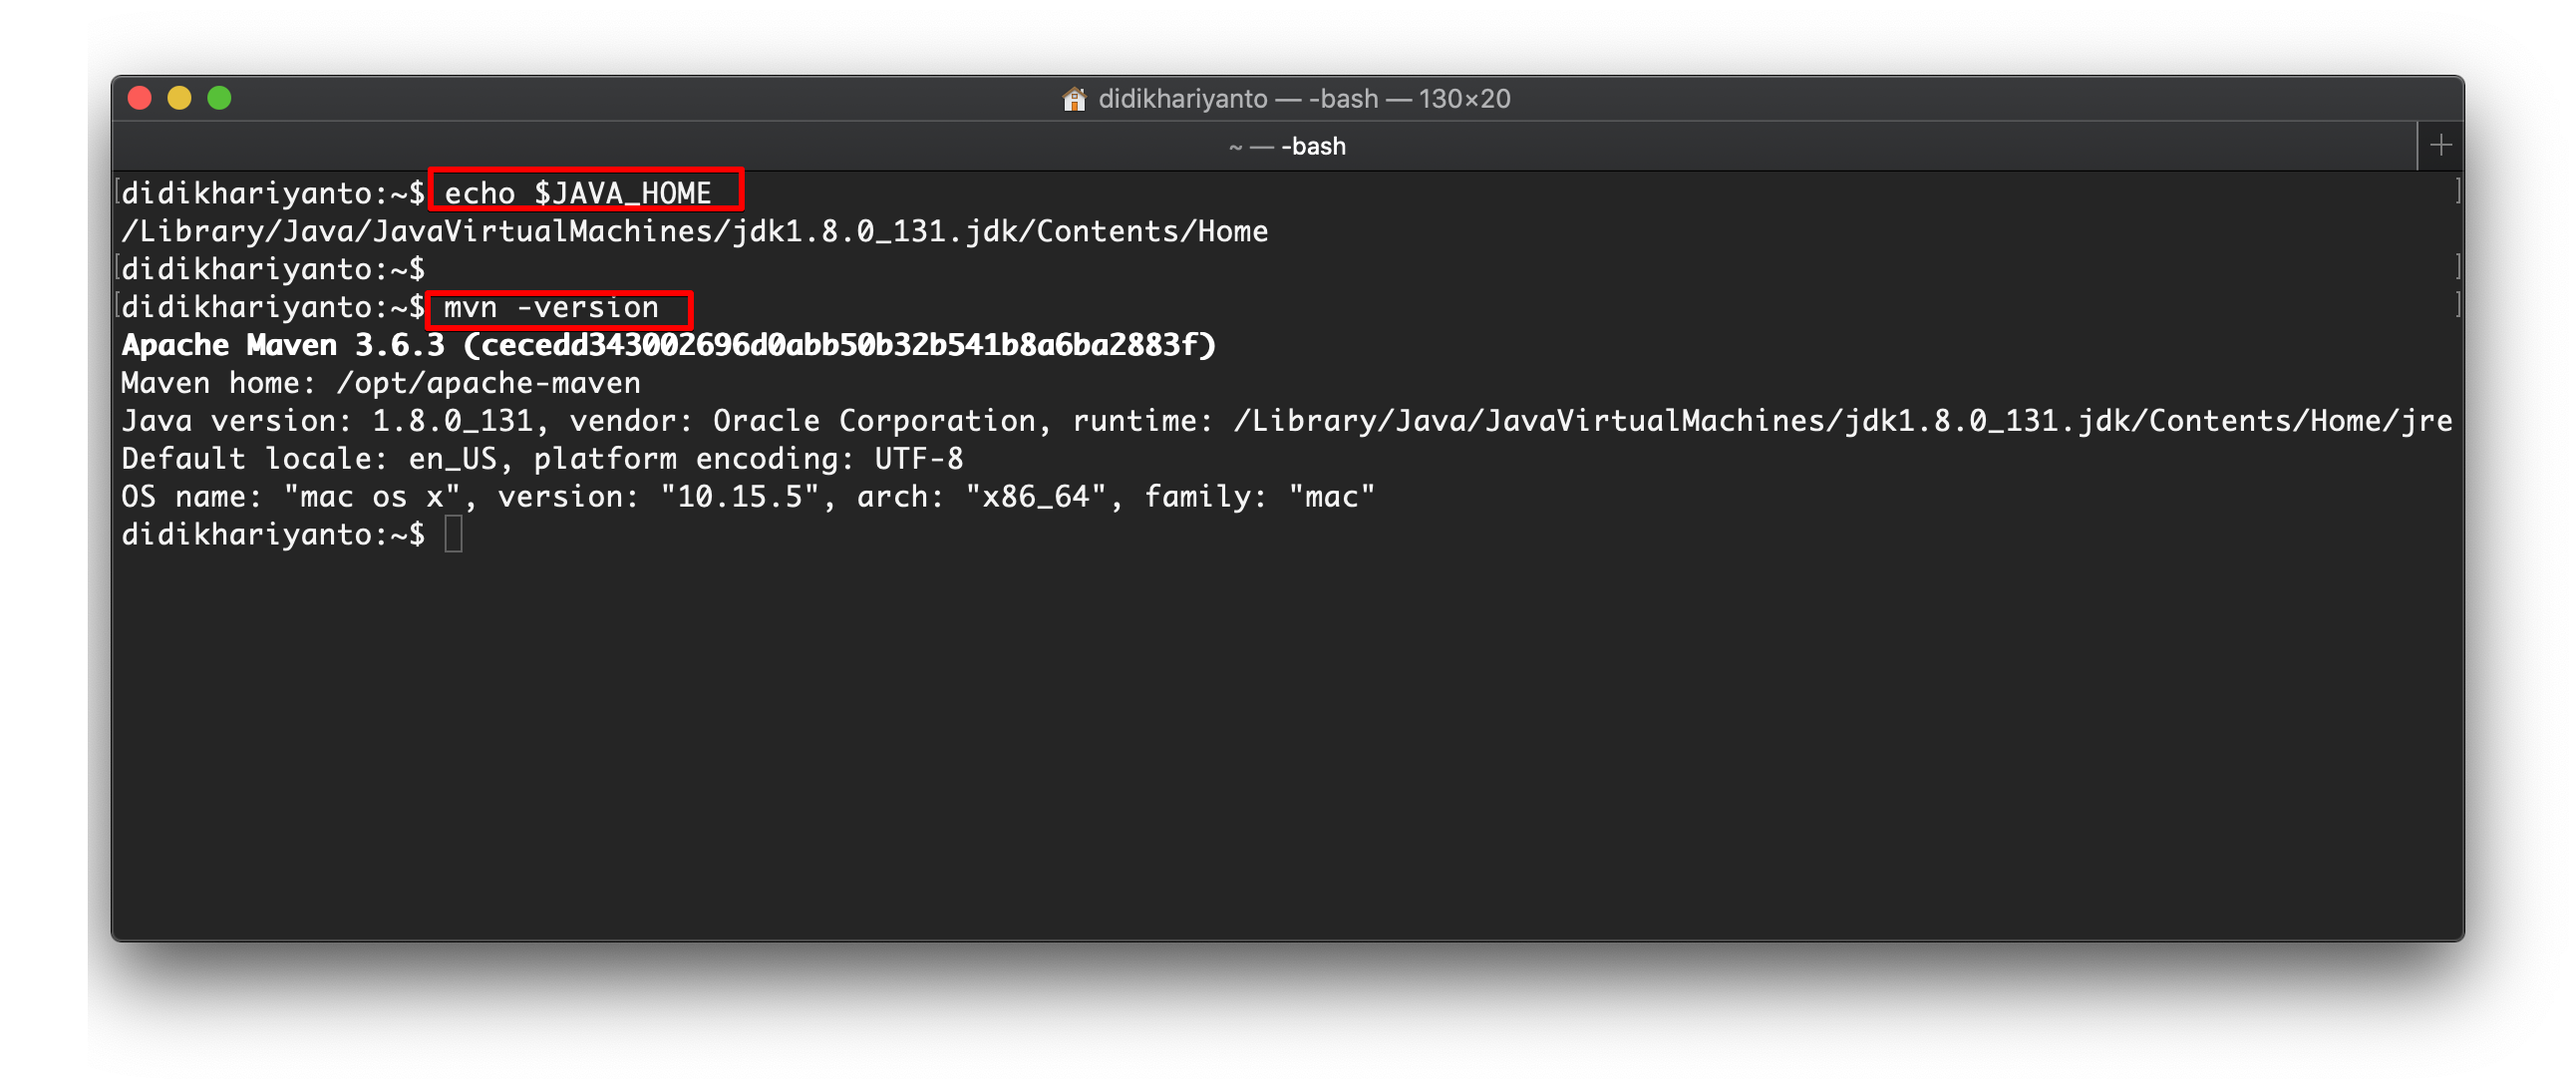 didikhariyanto — -bash — 130×20
~ — -bash
didikhariyanto:~$ echo $JAVA_HOME
/Library/Java/JavaVirtualMachines/jdk1.8.0_131.jdk/Contents/Home
didikhariyanto:~$
didikhariyanto:~$ mvn -version
Apache Maven 3.6.3 (cecedd343002696d0abb50b32b541b8a6ba2883f)
Maven home: /opt/apache-maven
Java version: 1.8.0_131, vendor: Oracle Corporation, runtime: /Library/Java/JavaVirtualMachines/jdk1.8.0_131.jdk/Contents/Home/jre
Default locale: en_US, platform encoding: UTF-8
OS name: "mac os x", version: "10.15.5", arch: "x86_64", family: "mac"
didikhariyanto:~$